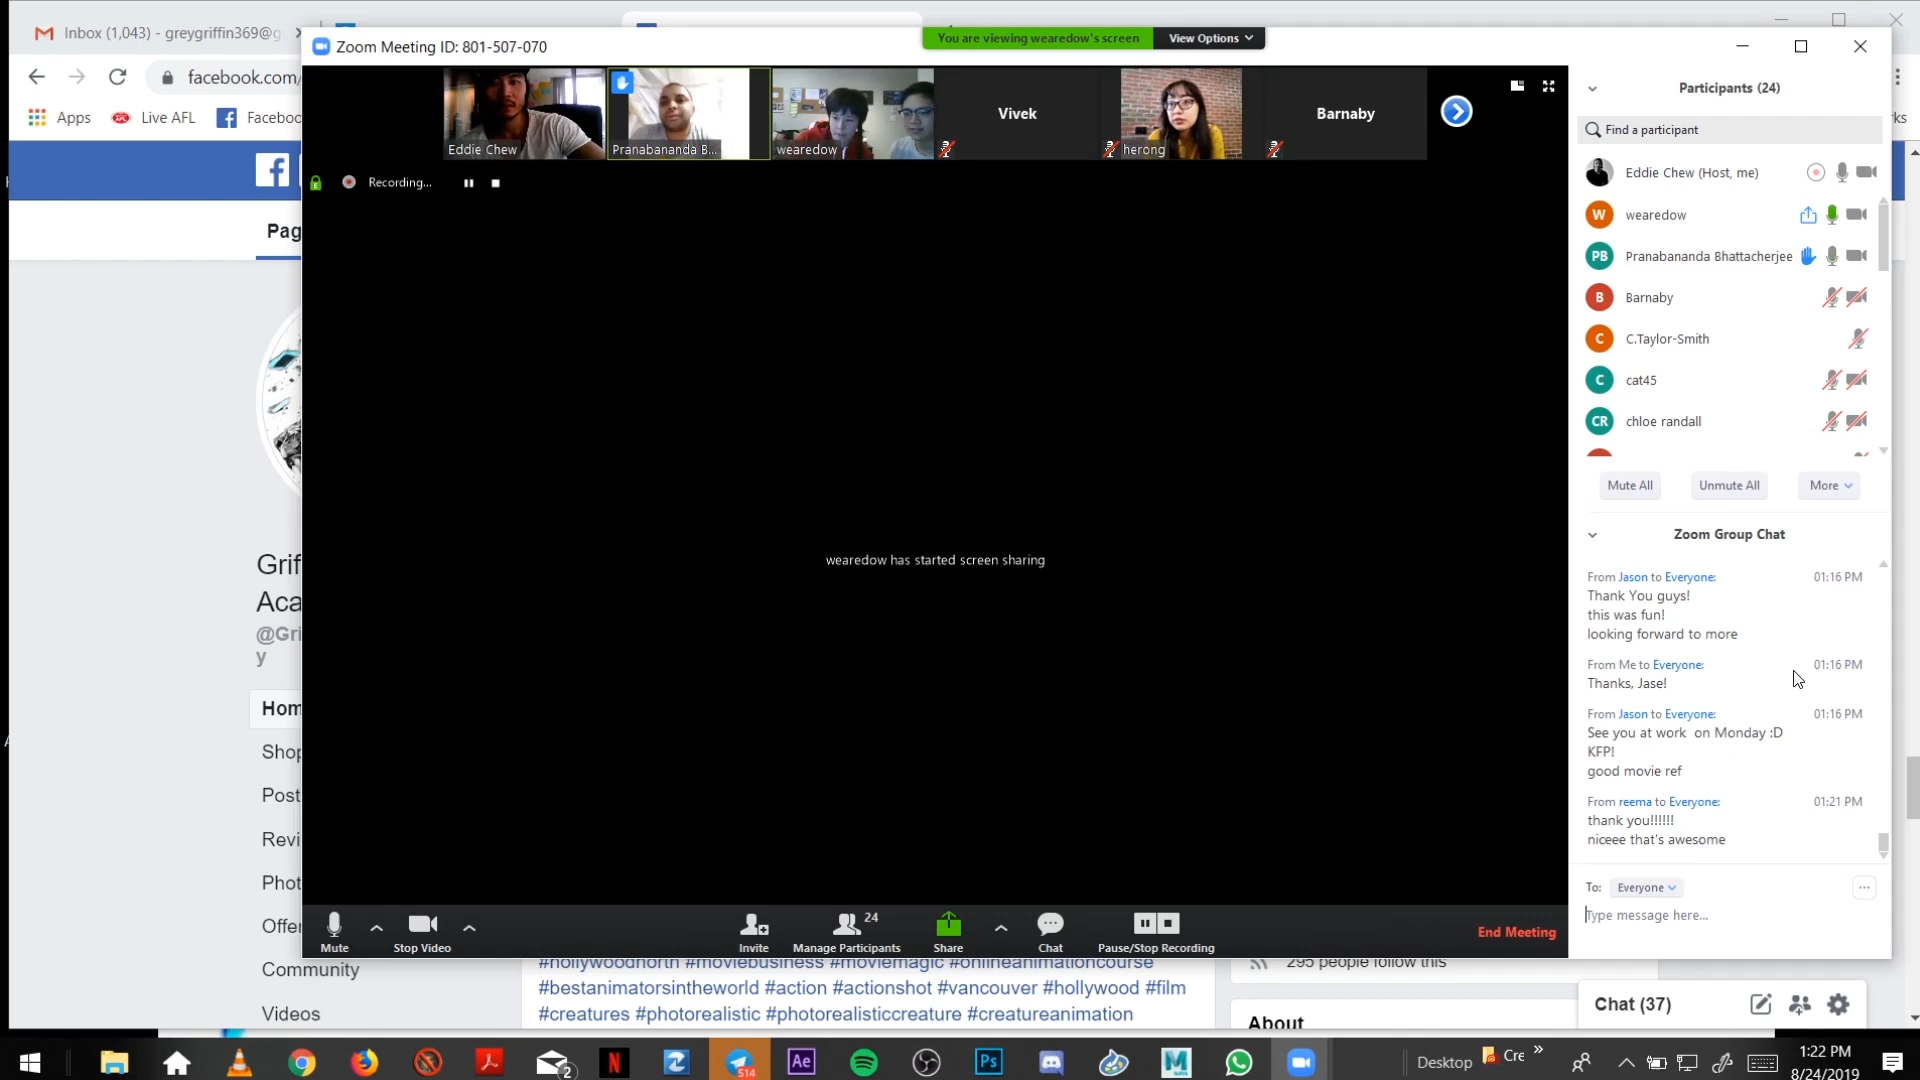 Inbox (1,043) - greygriffin369@g
facebook.com/
Apps
Live AFL
Faceboo
Zoom Meeting ID: 801-507-070
You are viewing wearedow's screen
View Options
Eddie Chew
Pranabananda B...
wearedow
Vivek
herong
Barnaby
Recording...
wearedow has started screen sharing
Pag
Grif
Aca
@Gri
y
Hom
Shop
Post
Revi
Phot
Offer
Community
Videos
Participants (24)
Find a participant
Eddie Chew (Host, me)
W
wearedow
PB
Pranabananda Bhattacherjee
B
Barnaby
C
C.Taylor-Smith
C
cat45
CR
chloe randall
Mute All
Unmute All
More
Zoom Group Chat
From Jason to Everyone:
01:16 PM
Thank You guys!
this was fun!
looking forward to more
From Me to Everyone:
01:16 PM
Thanks, Jase!
From Jason to Everyone:
01:16 PM
See you at work on Monday :D
KFP!
good movie ref
From reema to Everyone:
01:21 PM
thank you!!!!!!
niceee that's awesome
To:
Everyone
Type message here...
Mute
Stop Video
Invite
24
Manage Participants
Share
Chat
Pause/Stop Recording
End Meeting
#hollywoodnorth #moviebusiness #moviemagic #onlineanimationcourse
#bestanimatorsintheworld #action #actionshot #vancouver #hollywood #film
#creatures #photorealistic #photorealisticcreature #creatureanimation
295 people follow this
About
Chat (37)
2
N
514
Ae
Ps
M
Desktop
Cre
1:22 PM
8/24/2019